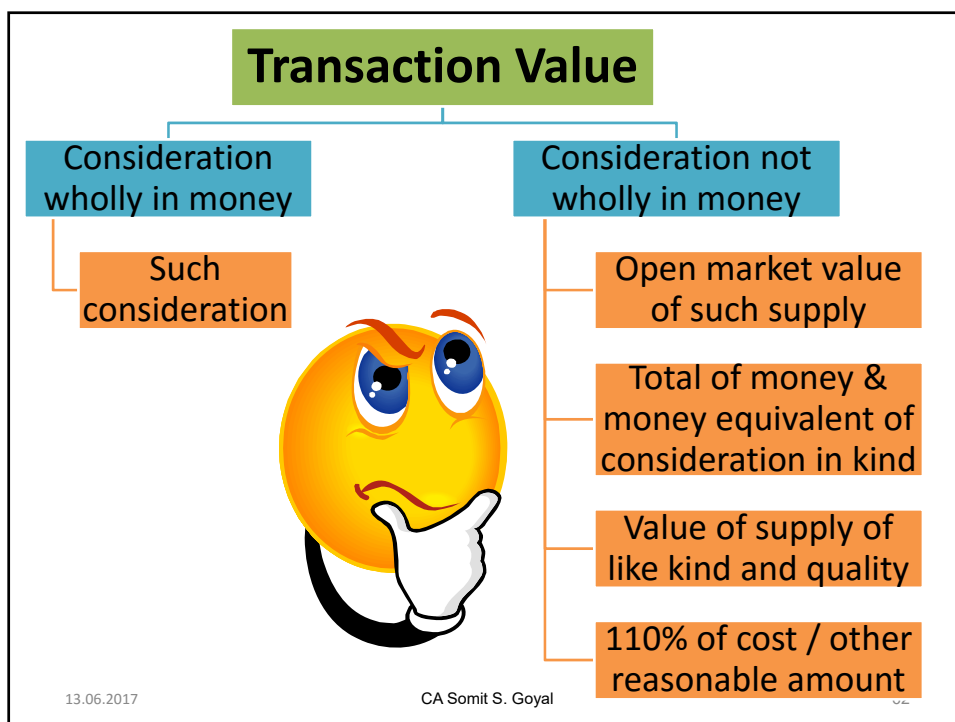 Transaction Value
Consideration
wholly in money
Such
consideration
Consideration not
wholly in money
Open market value
of such supply
Total of money &
money equivalent of
consideration in kind
Value of supply of
like kind and quality
110% of cost / other
reasonable amount
13.06.2017
CA Somit S. Goyal